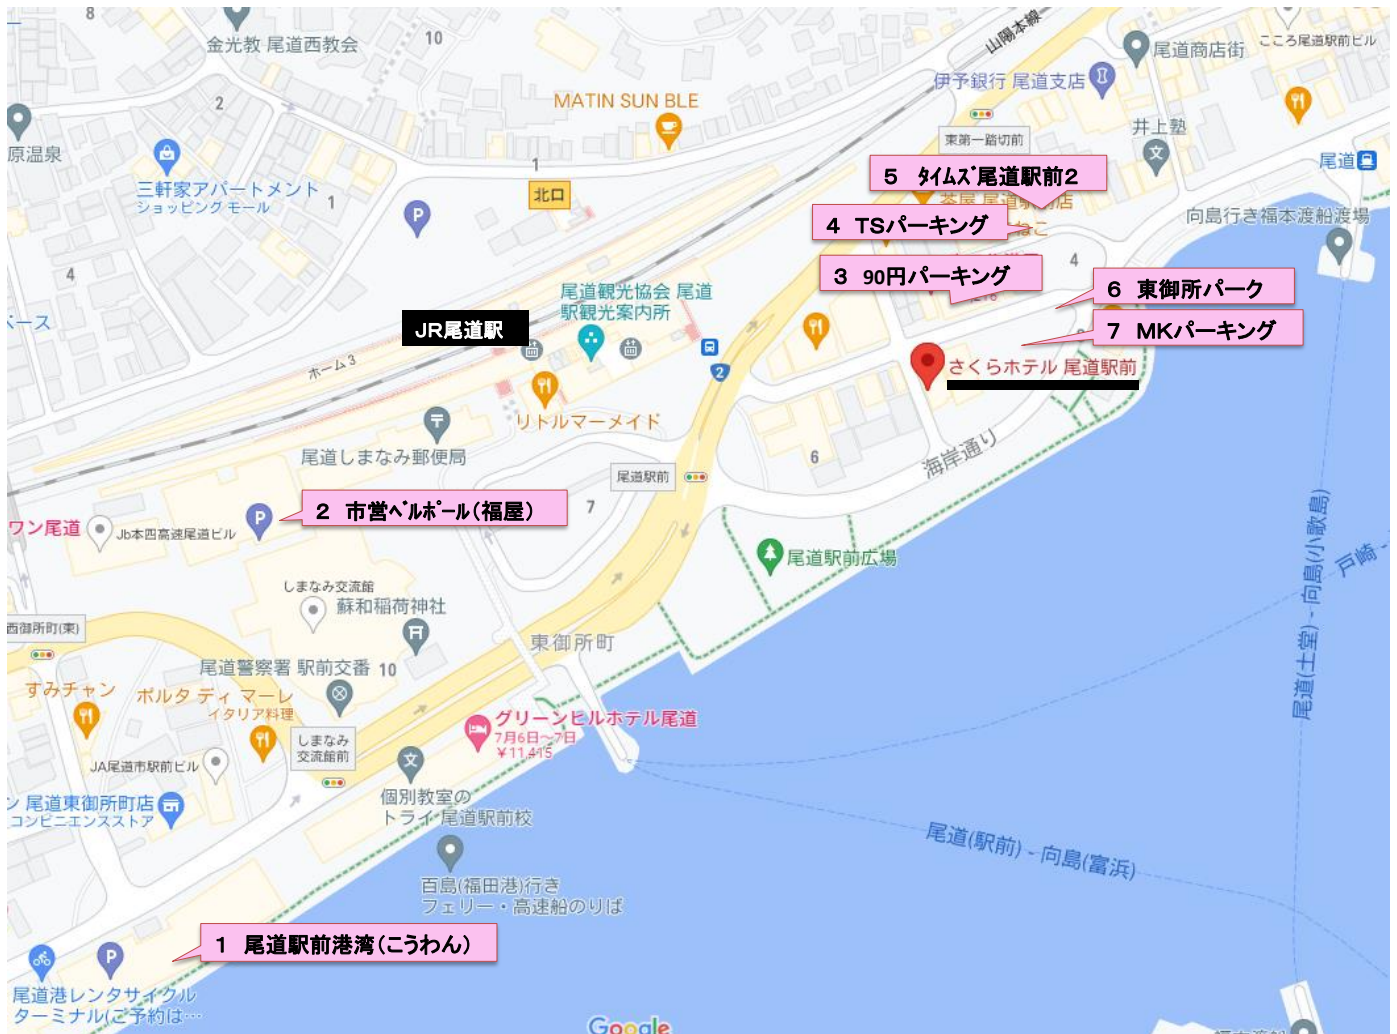 8
金光教 尾道西教会
10
山陽本線
尾道商店街
こころ尾道駅前ビル
伊予銀行 尾道支店
MATIN SUN BLE
2
東第一踏切前
井上塾
原温泉
三軒家アパートメント
ショッピング モール
1
1
北口
5 タイムズ尾道駅前2
尾道
4 TSパーキング
ねこ
向島行き福本渡船渡場
4
3 90円パーキング
4
尾道観光協会 尾道
駅観光案内所
6 東御所パーク
ース
JR尾道駅
7 MKパーキング
ホーム3
2
さくらホテル 尾道駅前
リトルマーメイド
尾道しまなみ郵便局
6
海岸通り
尾道駅前
7
2 市営ベルポール(福屋)
ワン尾道
Jb本四高速尾道ビル
尾道駅前広場
戸崎 -
尾道(土堂) - 向島(小歌島)
しまなみ交流館
蘇和稲荷神社
西御所町(東)
東御所町
尾道警察署 駅前交番 10
すみチャン
ポルタ ディ マーレ
イタリア料理
グリーンヒルホテル尾道
7月6日~7日
¥11,415
しまなみ
交流館前
JA尾道市駅前ビル
個別教室の
トライ 尾道駅前校
ン 尾道東御所町店
コンビニエンスストア
尾道(駅前) - 向島(富浜)
百島(福田港)行き
フェリー・高速船のりば
1 尾道駅前港湾(こうわん)
尾道港レンタサイクル
ターミナル(ご予約は…
Google